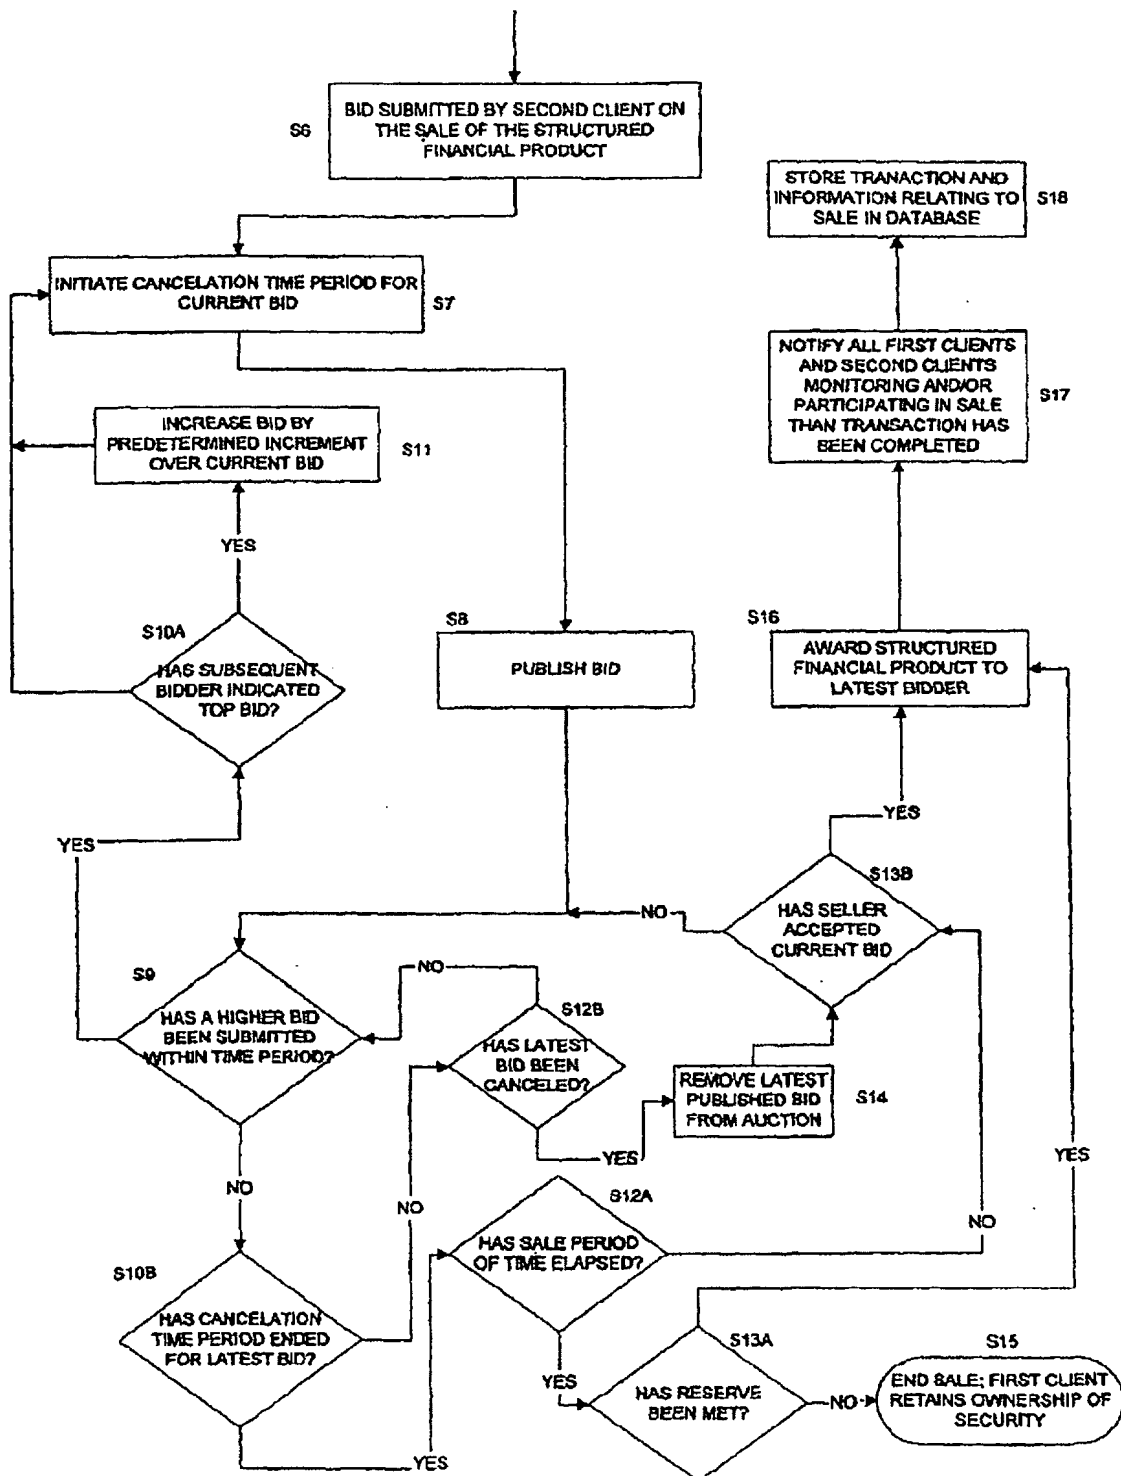 S6
BID SUBMITTED BY SECOND CLIENT ON
THE SALE OF THE STRUCTURED
FINANCIAL PRODUCT
STORE TRANACTION AND
INFORMATION RELATING TO
SALE IN DATABASE
S18
INITIATE CANCELATION TIME PERIOD FOR
CURRENT BID
S7
NOTIFY ALL FIRST CLIENTS
AND SECOND CLIENTS
MONITORING AND/OR
PARTICIPATING IN SALE
THAN TRANSACTION HAS
BEEN COMPLETED
S17
INCREASE BID BY
PREDETERMINED INCREMENT
OVER CURRENT BID
S11
YES
S10A
HAS SUBSEQUENT
BIDDER INDICATED
TOP BID?
S8
PUBLISH BID
S16
AWARD STRUCTURED
FINANCIAL PRODUCT TO
LATEST BIDDER
YES
YES
S13B
HAS SELLER
ACCEPTED
CURRENT BID
NO
S9
HAS A HIGHER BID
BEEN SUBMITTED
WITHIN TIME PERIOD?
NO
S12B
HAS LATEST
BID BEEN
CANCELED?
REMOVE LATEST
PUBLISHED BID
FROM AUCTION
S14
YES
YES
NO
NO
S12A
HAS SALE PERIOD
OF TIME ELAPSED?
NO
S10B
HAS CANCELATION
TIME PERIOD ENDED
FOR LATEST BID?
YES
S13A
HAS RESERVE
BEEN MET?
NO
S15
END SALE; FIRST CLIENT
RETAINS OWNERSHIP OF
SECURITY
YES